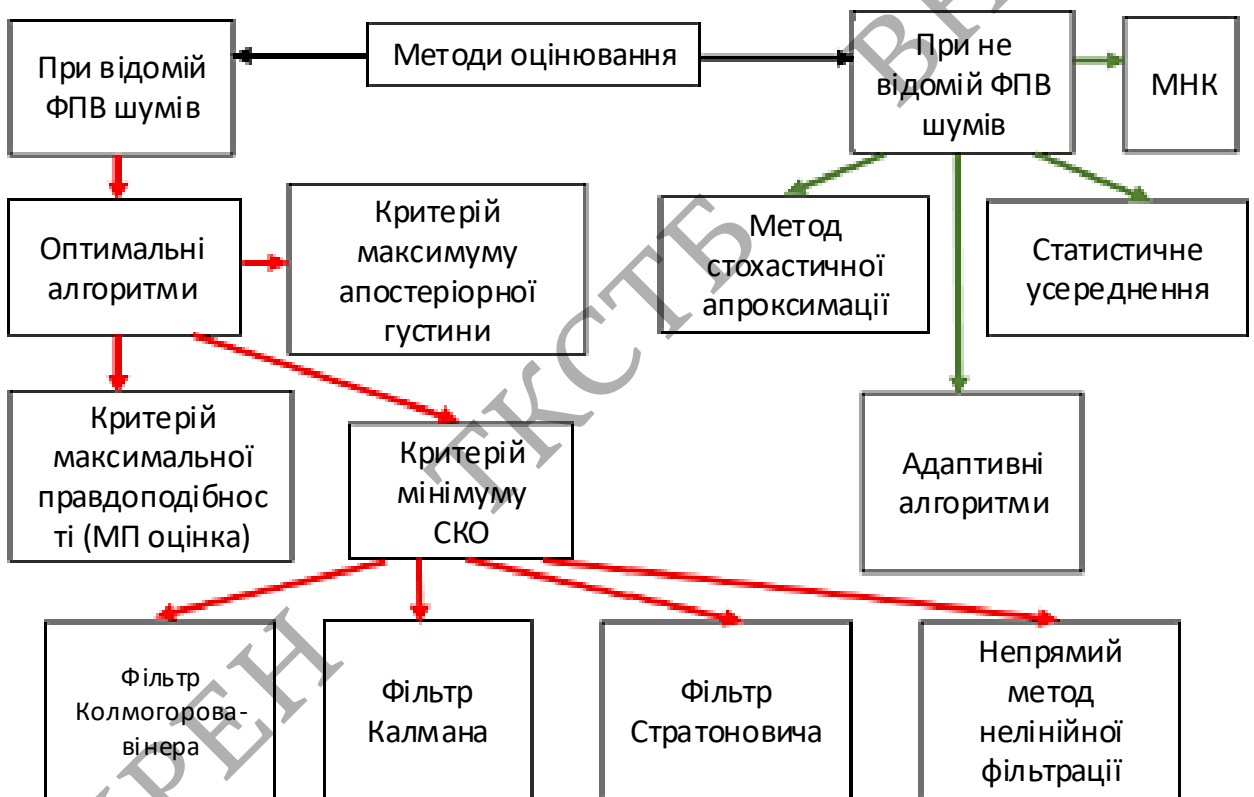 Методи оцінювання
При відомій
ФПВ шумів
При не
відомій ФПВ
шумів
МНК
Оптимальні
алгоритми
Критерій
максимуму
апостеріорної
густини
Метод
стохастичної
апроксимації
Статистичне
усереднення
Критерій
максимальної
правдоподібнос
ті (МП оцінка)
Критерій
мінімуму
СКО
Адаптивні
алгоритми
Фільтр
Колмогорова-
вінера
Фільтр
Калмана
Фільтр
Стратоновича
Непрямий
метод
нелінійної
фільтрації
ТКСТБ